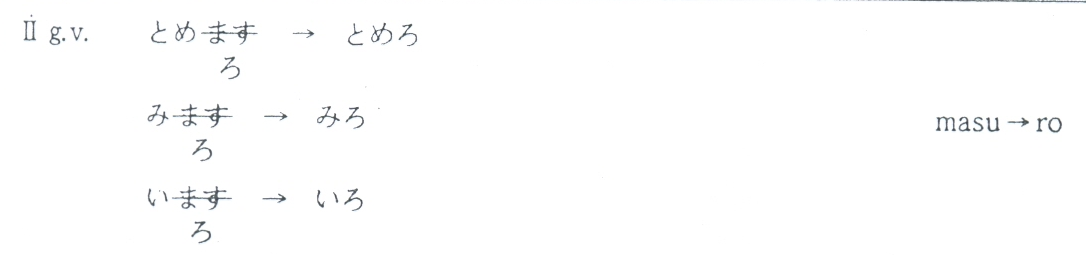 Ⅱ g.v. とめます → とめろ
ろ
みます → みろ
masu → ro
ろ
います → いろ
ろ